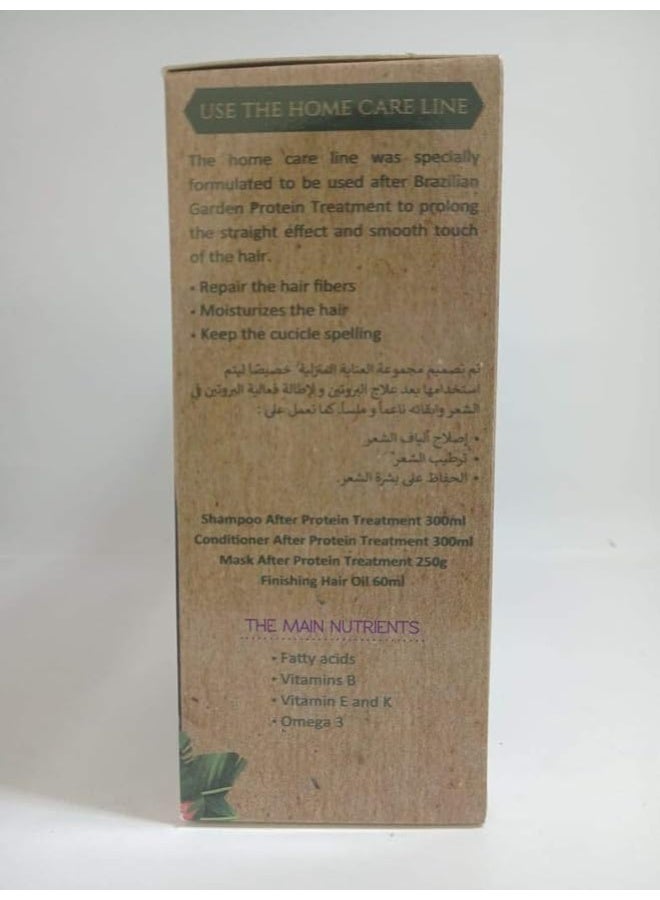 USE THE HOME CARE LINE
The home care line was specially
formulated to be used after Brazilian
Garden Protein Treatment to prolong
the straight effect and smooth touch
of the hair.
• Repair the hair fibers
• Moisturizes the hair
• Keep the cucicle spelling
تم تصميم مجموعة العناية المنزلية خصيصًا ليتم
استخدامها بعد علاج البروتين و لإطالة فعالية البروتين في
الشعر وابقائه ناعماً و ملساً. كما تعمل على :
• إصلاح ألياف الشعر
• ترطيب الشعر
• الحفاظ على بشرة الشعر.
Shampoo After Protein Treatment 300ml
Conditioner After Protein Treatment 300ml
Mask After Protein Treatment 250g
Finishing Hair Oil 60ml
THE MAIN NUTRIENTS
• Fatty acids
• Vitamins B
• Vitamin E and K
• Omega 3